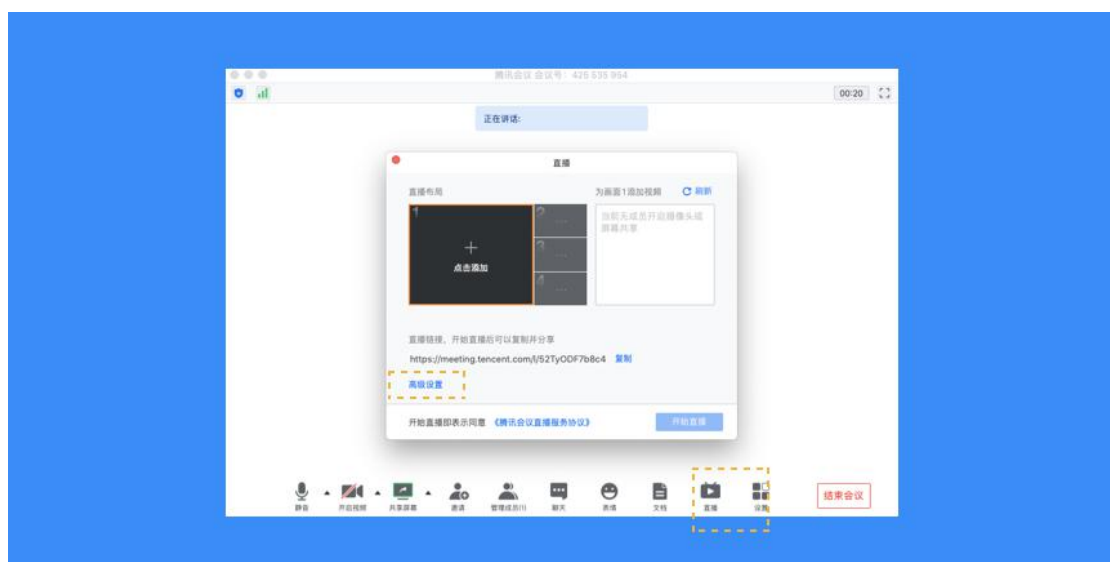 腾讯会议 会议号：425 535 964
00:20
正在讲话:
直播
直播布局
为画面1添加视频
刷新
1
2
...
3
...
4
...
点击添加
当前无成员开启摄像头或
屏幕共享
直播链接，开始直播后可以复制并分享
https://meeting.tencent.com/l/52TyODF7b8c4 复制
高级设置
开始直播即表示同意 《腾讯会议直播服务协议》
开始直播
静音
开启视频
共享屏幕
邀请
管理成员(1)
聊天
表情
文档
直播
设置
结束会议